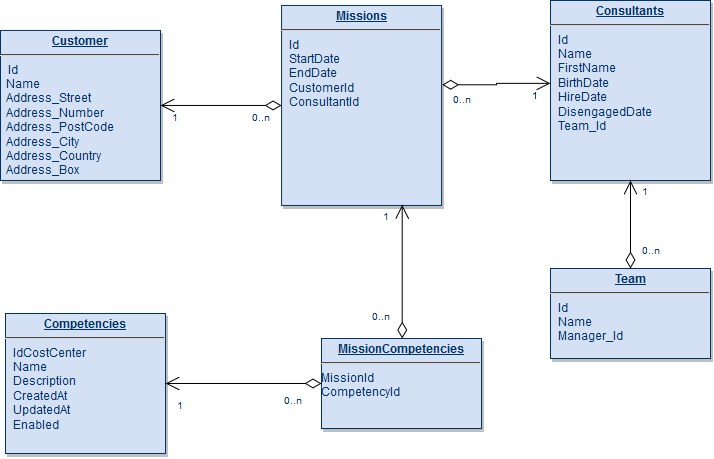 Customer
Id
Name
Address_Street
Address_Number
Address_PostCode
Address_City
Address_Country
Address_Box
Missions
Id
StartDate
EndDate
CustomerId
ConsultantId
Consultants
Id
Name
FirstName
BirthDate
HireDate
DisengagedDate
Team_Id
1
0..n
0..n
1
1
0..n
Team
Id
Name
Manager_Id
1
0..n
Competencies
IdCostCenter
Name
Description
CreatedAt
UpdatedAt
Enabled
MissionCompetencies
MissionId
CompetencyId
1
0..n